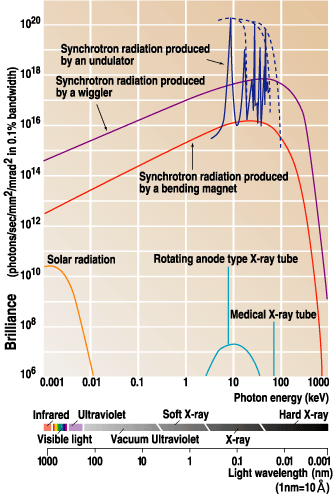 Brilliance (photons/sec/mm²/mrad² in 0.1% bandwidth)
10²⁰
10¹⁸
10¹⁶
10¹⁴
10¹²
10¹⁰
10⁸
10⁶
Synchrotron radiation produced
by an undulator
Synchrotron radiation produced
by a wiggler
Synchrotron radiation produced
by a bending magnet
Solar radiation
Rotating anode type X-ray tube
Medical X-ray tube
0.001 0.01 0.1 1 10 100 1000
Photon energy (keV)
Infrared Ultraviolet Soft X-ray Hard X-ray
Visible light Vacuum Ultraviolet X-ray
1000 100 10 1 0.1 0.01 0.001
Light wavelength (nm)
(1nm=10Å)